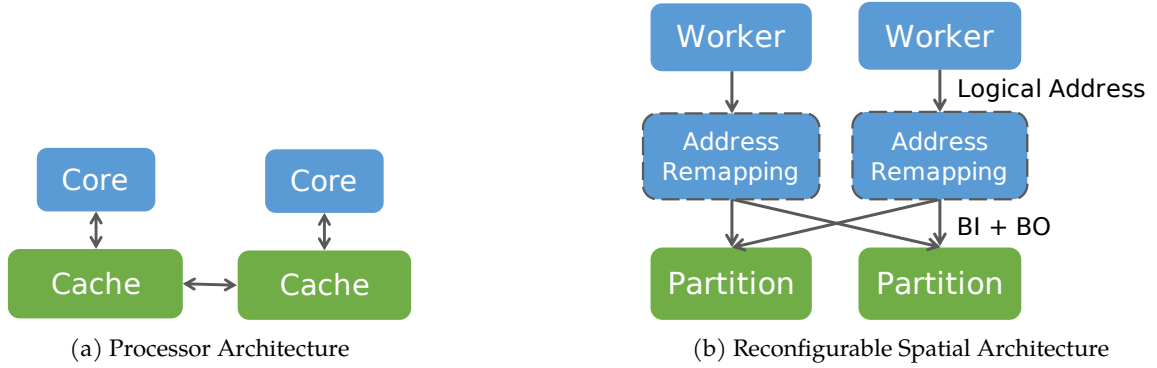 Core
Core
Cache
Cache
(a) Processor Architecture
Worker
Worker
Logical Address
Address
Remapping
Address
Remapping
BI + BO
Partition
Partition
(b) Reconfigurable Spatial Architecture